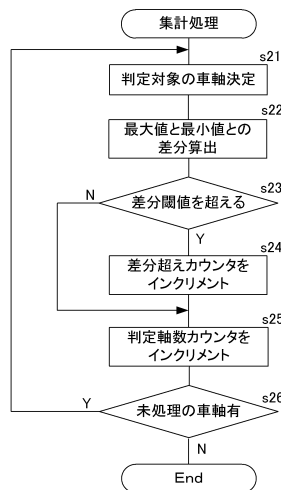 集計処理
s21
判定対象の車軸決定
s22
最大値と最小値との
差分算出
s23
差分閾値を超える
N
Y
s24
差分超えカウンタを
インクリメント
s25
判定軸数カウンタを
インクリメント
s26
未処理の車軸有
Y
N
End